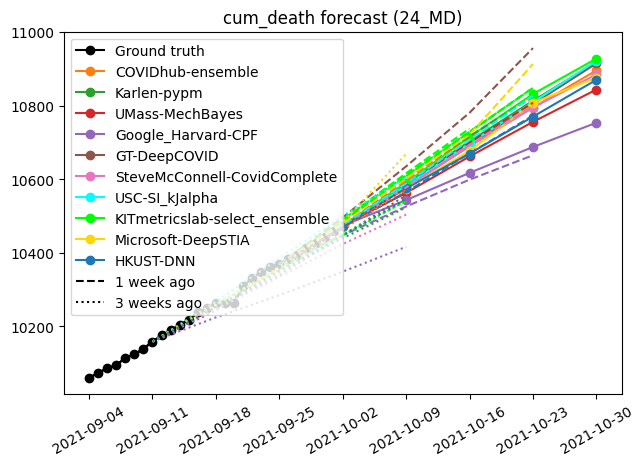 cum_death forecast (24_MD)
11000
10800
10600
10400
10200
Ground truth
COVIDhub-ensemble
Karlen-pypm
UMass-MechBayes
Google_Harvard-CPF
GT-DeepCOVID
SteveMcConnell-CovidComplete
USC-SI_kJalpha
KITmetricslab-select_ensemble
Microsoft-DeepSTIA
HKUST-DNN
1 week ago
3 weeks ago
2021-09-04
2021-09-11
2021-09-18
2021-09-25
2021-10-02
2021-10-09
2021-10-16
2021-10-23
2021-10-30